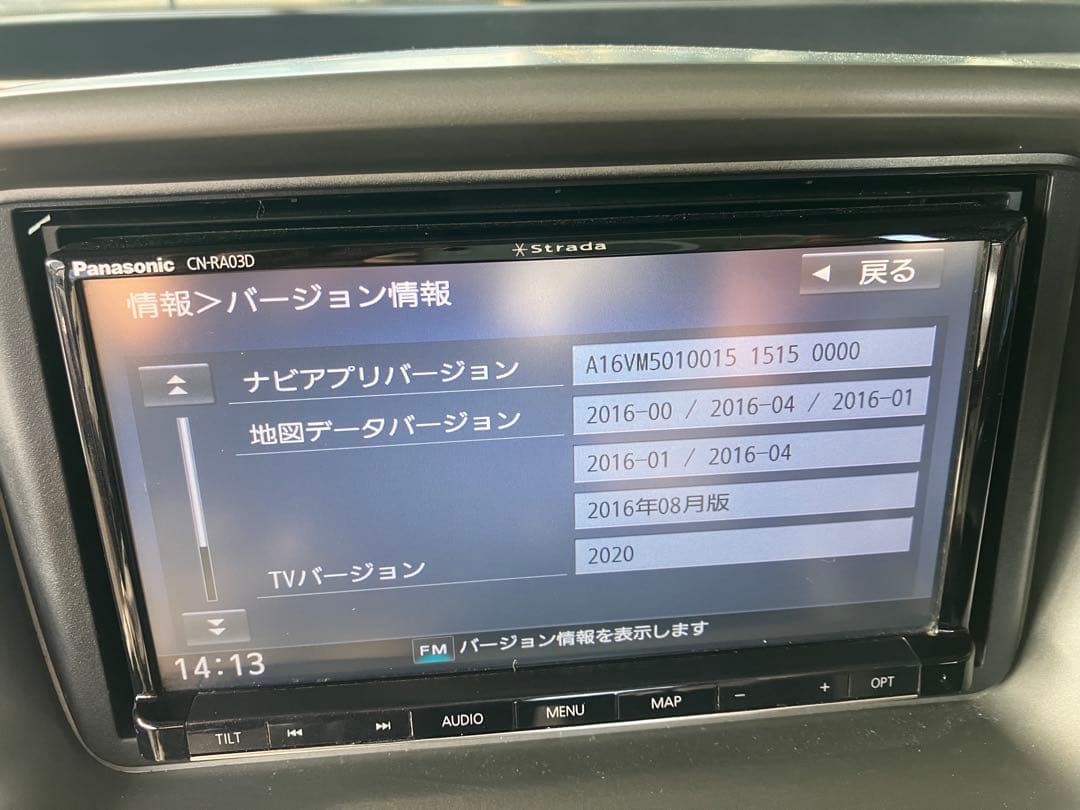 Strada
Panasonic CN-RA03D
情報>バージョン情報
◀ 戻る
ナビアプリバージョン A16VM5010015 1515 0000
地図データバージョン 2016-00 / 2016-04 / 2016-01
2016-01 / 2016-04
2016年08月版
TVバージョン 2020
14:13 FM バージョン情報を表示します
TILT AUDIO MENU MAP - + OPT